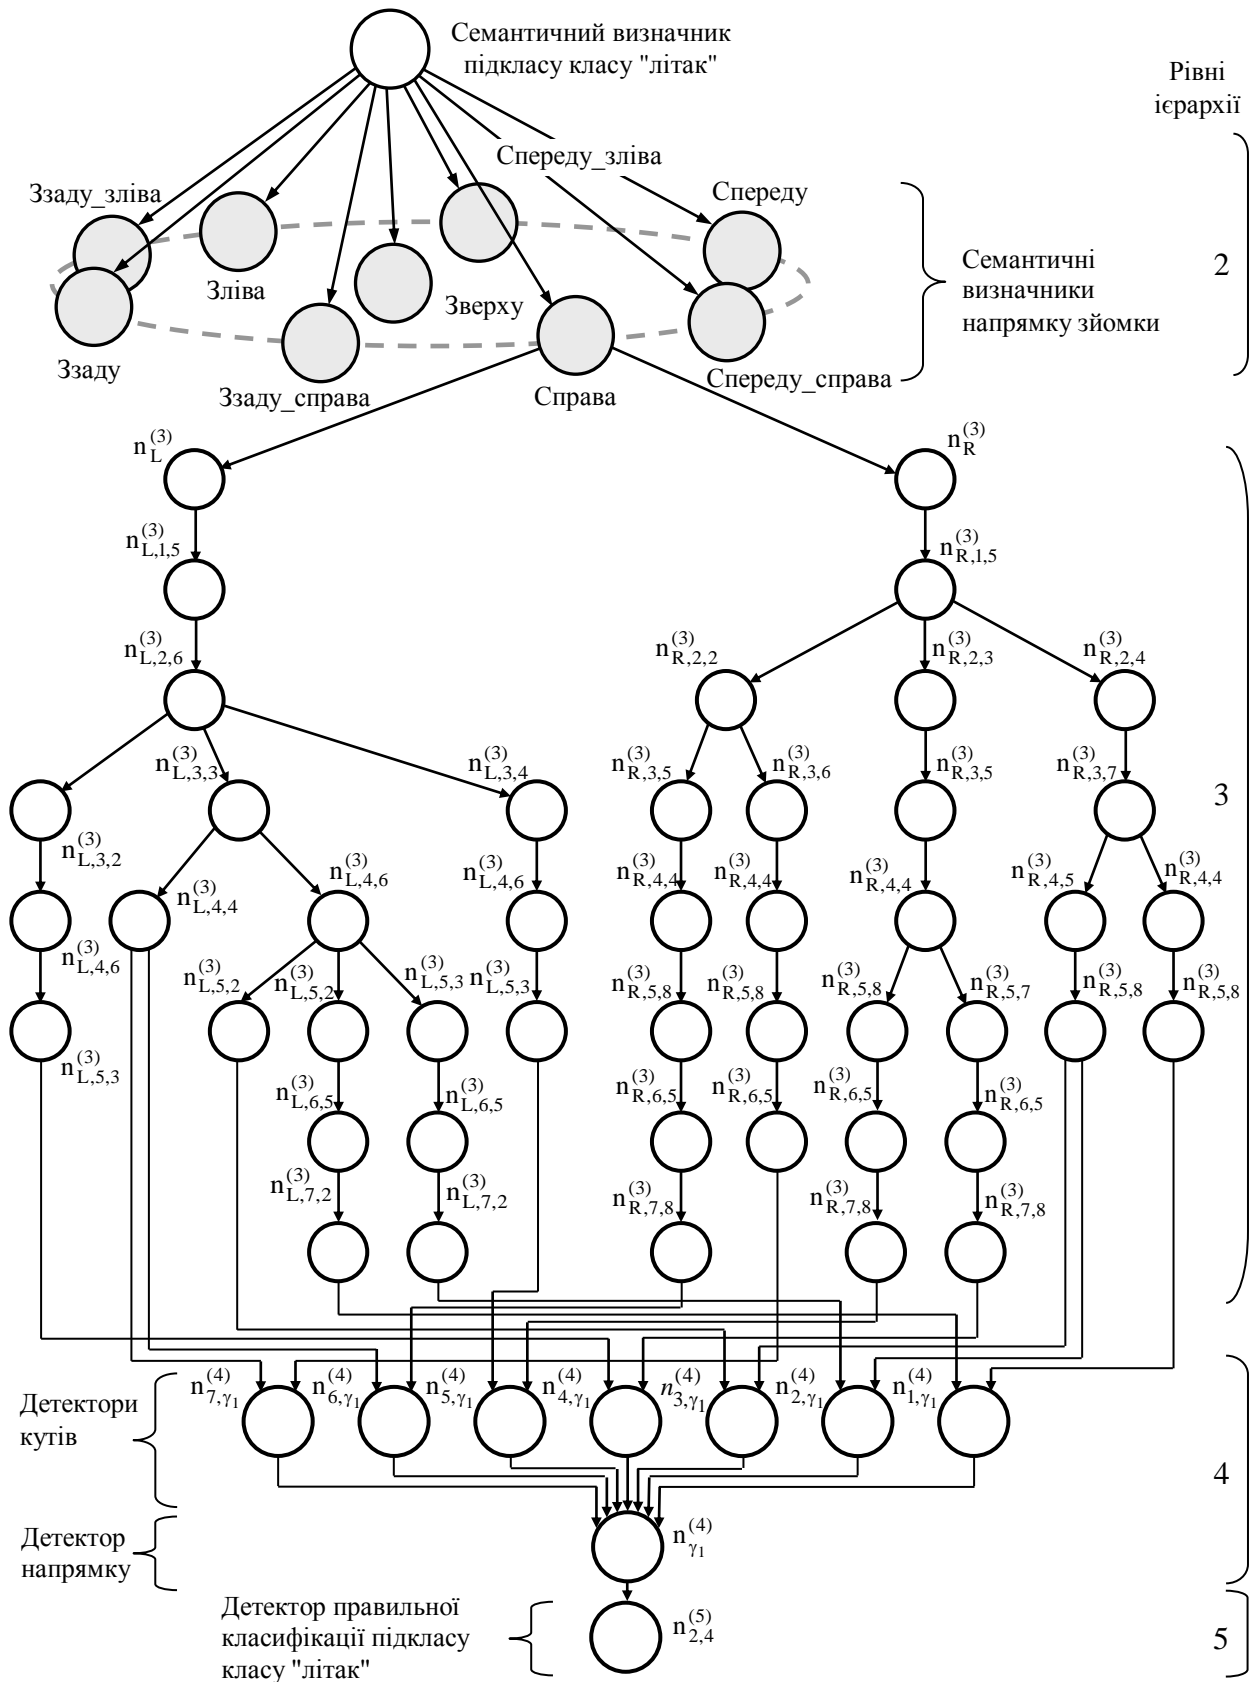 Семантичний визначник
підкласу класу "літак"
Рівні
ієрархії
Спереду_зліва
Ззаду_зліва
Спереду
Зліва
Зверху
Семантичні
визначники
напрямку зйомки
2
Ззаду
Ззаду_справа
Справа
Спереду_справа
n_L^(3)
n_R^(3)
n_L,1,5^(3)
n_R,1,5^(3)
n_L,2,6^(3)
n_R,2,2^(3)
n_R,2,3^(3)
n_R,2,4^(3)
n_L,3,3^(3)
n_L,3,4^(3)
n_R,3,5^(3)
n_R,3,6^(3)
n_R,3,5^(3)
n_R,3,7^(3)
3
n_L,3,2^(3)
n_L,4,4^(3)
n_L,4,6^(3)
n_L,4,6^(3)
n_R,4,4^(3)
n_R,4,4^(3)
n_R,4,4^(3)
n_R,4,5^(3)
n_R,4,4^(3)
n_L,4,6^(3)
n_L,5,2^(3)
n_L,5,2^(3)
n_L,5,3^(3)
n_L,5,3^(3)
n_R,5,8^(3)
n_R,5,8^(3)
n_R,5,8^(3)
n_R,5,7^(3)
n_R,5,8^(3)
n_R,5,8^(3)
n_L,5,3^(3)
n_L,6,5^(3)
n_L,6,5^(3)
n_R,6,5^(3)
n_R,6,5^(3)
n_R,6,5^(3)
n_R,6,5^(3)
n_L,7,2^(3)
n_L,7,2^(3)
n_R,7,8^(3)
n_R,7,8^(3)
n_R,7,8^(3)
n_7,γ₁^(4)
n_6,γ₁^(4)
n_5,γ₁^(4)
n_4,γ₁^(4)
n_3,γ₁^(4)
n_2,γ₁^(4)
n_1,γ₁^(4)
Детектори
кутів
4
Детектор
напрямку
n_γ₁^(4)
Детектор правильної
класифікації підкласу
класу "літак"
n_2,4^(5)
5